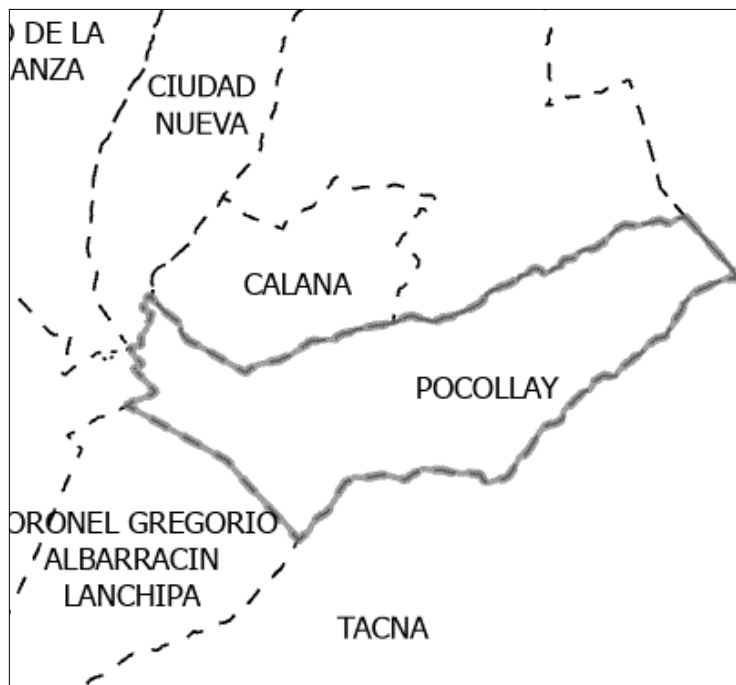 O DE LA
ANZA
CIUDAD
NUEVA
CALANA
POCOLLAY
ORONEL GREGORIO
ALBARRACIN
LANCHIPA
TACNA